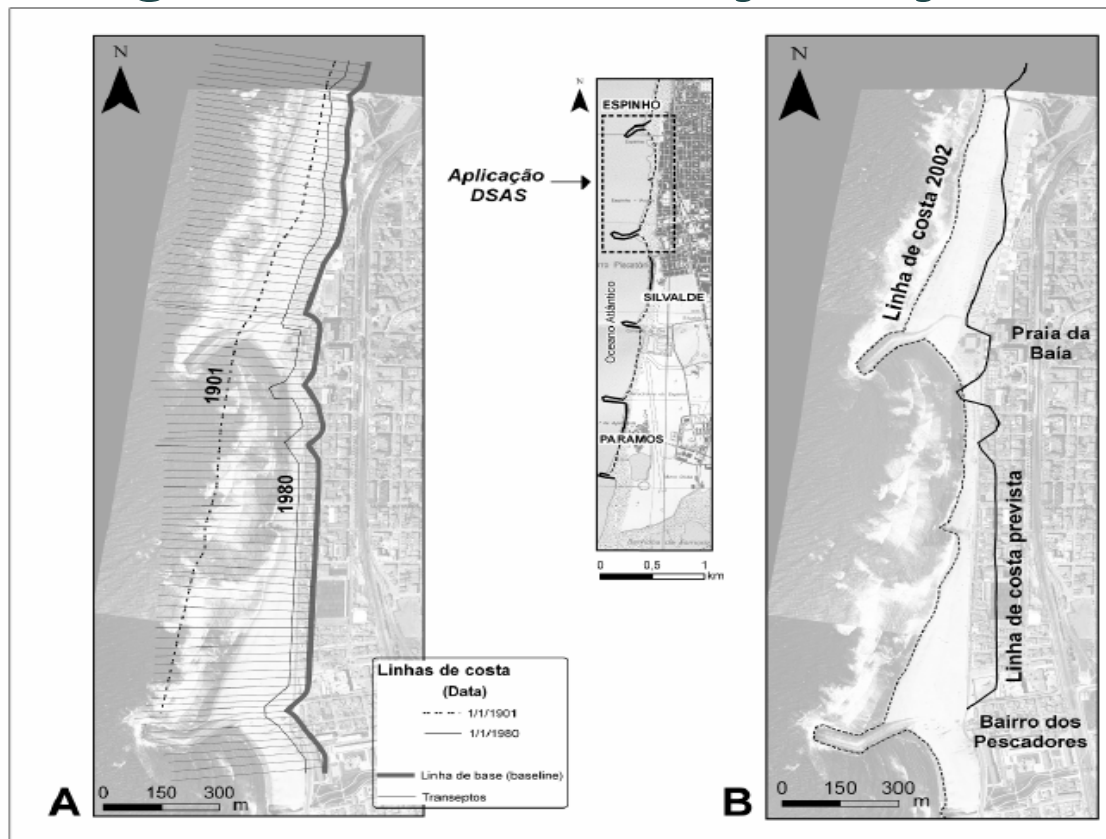 N
1901
1980
Linhas de costa
(Data)
1/1/1901
1/1/1980
Linha de base (baseline)
Transeptos
A
0 150 300
m
Aplicação
DSAS
N
ESPINHO
Oceano Atlântico
SILVALDE
PARAMOS
0 0,5 1
km
N
Linha de costa 2002
Praia da
Baía
Linha de costa prevista
Bairro dos
Pescadores
B
0 150 300
m